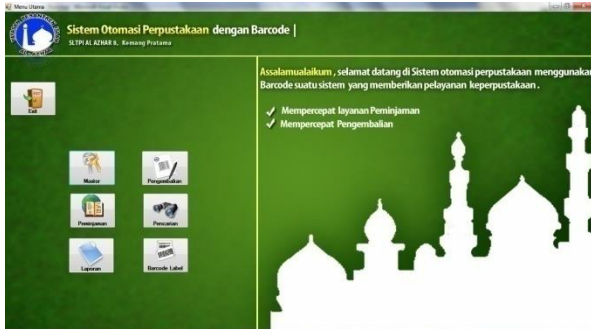 Menu Utama
Sistem Otomasi Perpustakaan dengan Barcode |
SLTPI AL AZHAR 8, Kemang Pratama
Assalamualaikum, selamat datang di Sistem otomasi perpustakaan menggunakan
Barcode suatu sistem yang memberikan pelayanan keperpustakaan.
Mempercepat layanan Peminjaman
Mempercepat Pengembalian
Exit
Master
Pengembalian
Peminjaman
Pencarian
Laporan
Barcode Label